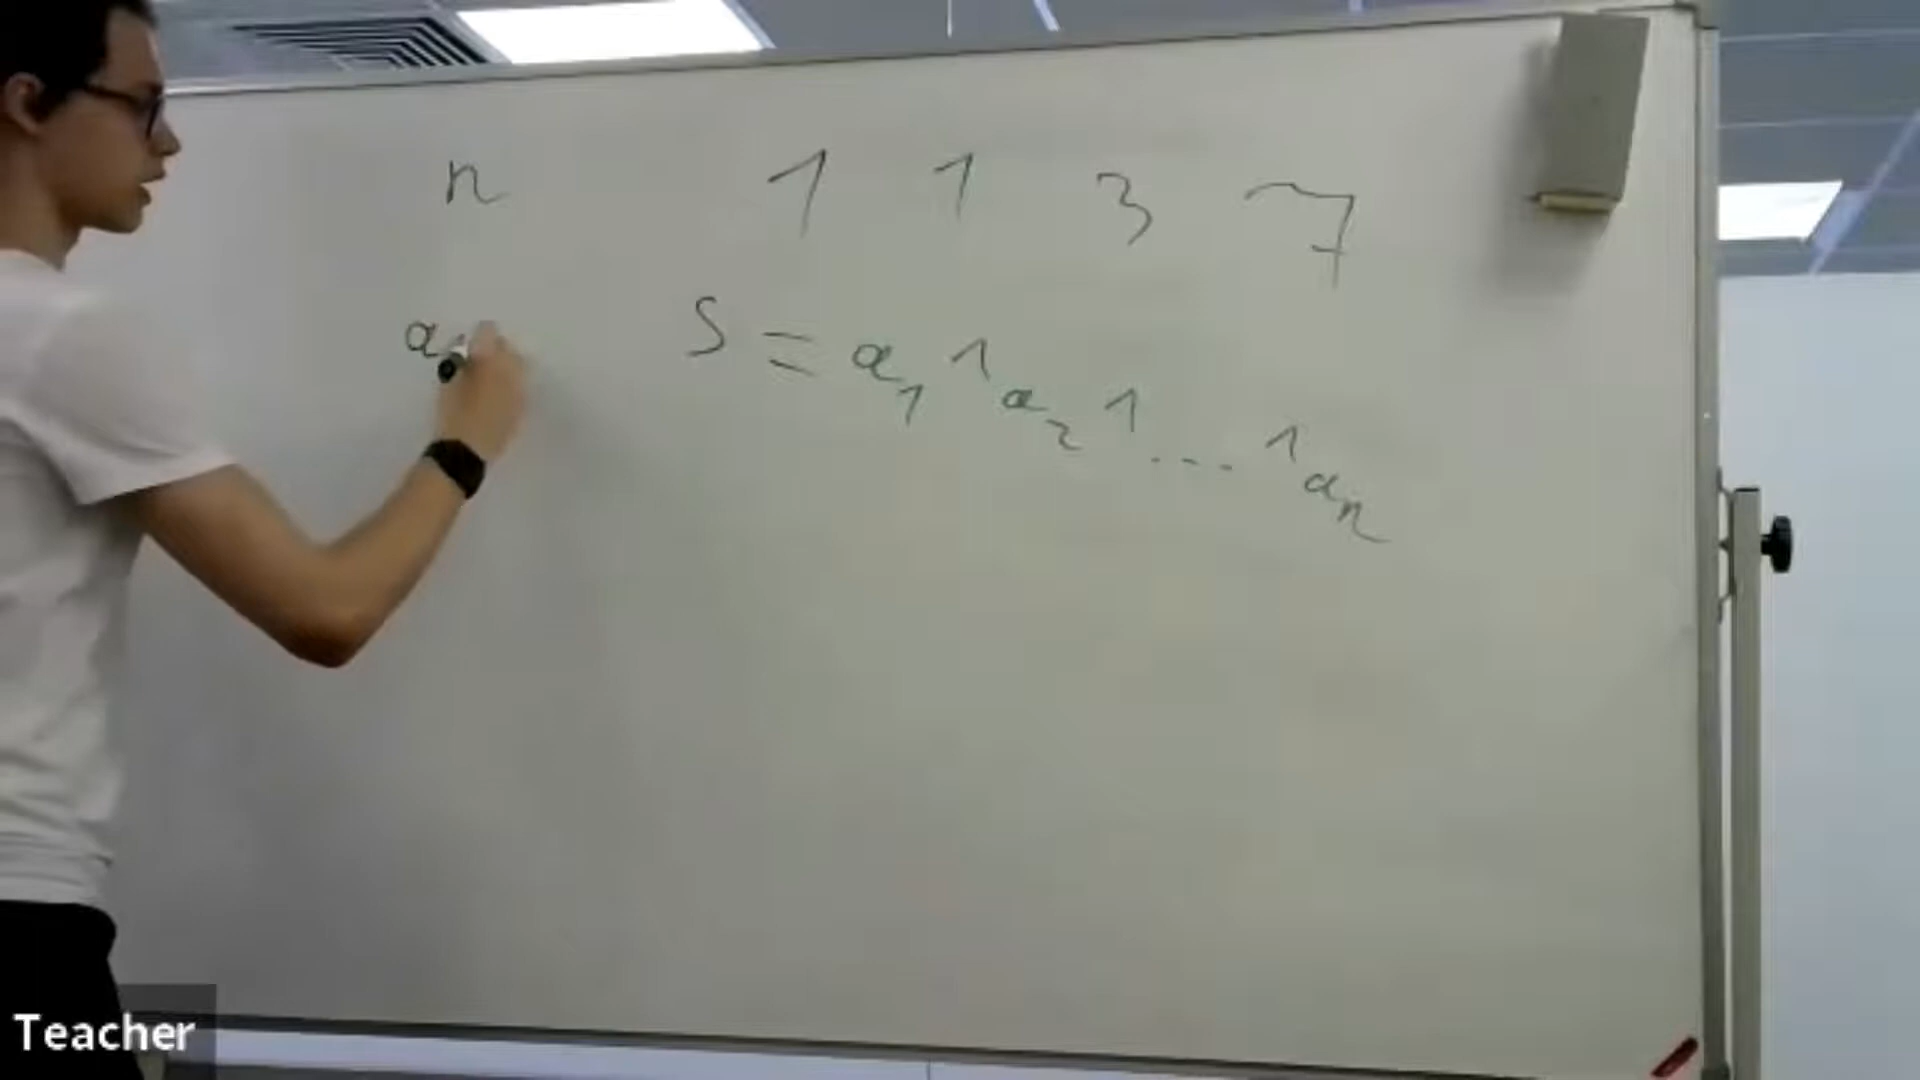 n 1 1 3 7
a S = a₁ ^ a₂ ^ ... ^ aₙ
Teacher